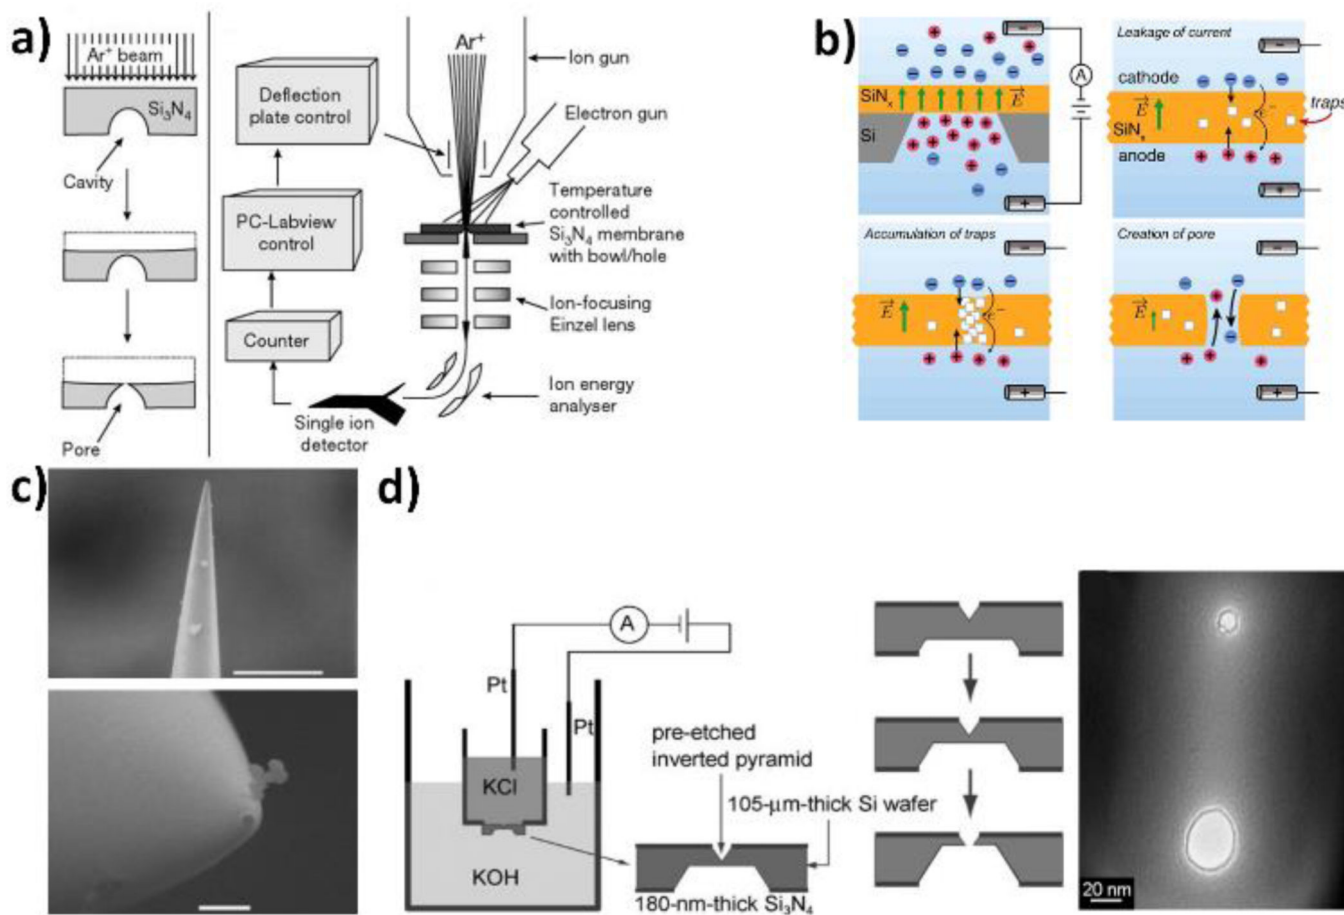 a)
Ar+ beam
Si3N4
Cavity
Pore
Deflection
plate control
PC-Labview
control
Counter
Ar+
Ion gun
Electron gun
Temperature
controlled
Si3N4 membrane
with bowl/hole
Ion-focusing
Einzel lens
Ion energy
analyser
Single ion
detector
b)
SiNx
E
Si
A
Leakage of current
cathode
E
e-
traps
SiNx
anode
Accumulation of traps
E
e-
Creation of pore
E
c)
d)
A
Pt
Pt
KCl
KOH
pre-etched
inverted pyramid
105-μm-thick Si wafer
180-nm-thick Si3N4
20 nm